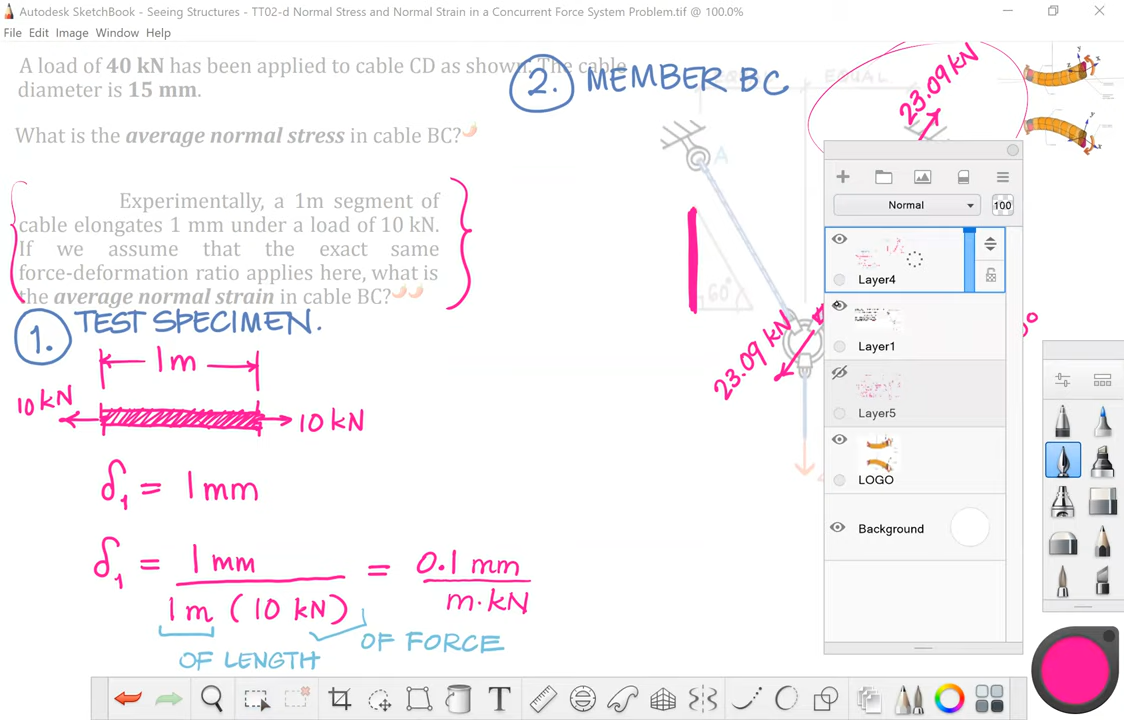 Autodesk SketchBook - Seeing Structures - TT02-d Normal Stress and Normal Strain in a Concurrent Force System Problem.tif @ 100.0%
File Edit Image Window Help
A load of 40 kN has been applied to cable CD as shown. The cable
diameter is 15 mm.
What is the average normal stress in cable BC?
Experimentally, a 1m segment of
cable elongates 1 mm under a load of 10 kN.
If we assume that the exact same
force-deformation ratio applies here, what is
the average normal strain in cable BC?
1. TEST SPECIMEN.
1m
10 kN
10 kN
δ1 = 1mm
δ1 = 1 mm / 1m (10 kN) = 0.1 mm / m·kN
OF LENGTH
OF FORCE
2. MEMBER BC
EQUAL
23.09 kN
A
60°
23.09 kN
Normal
100
Layer4
Layer1
Layer5
LOGO
Background